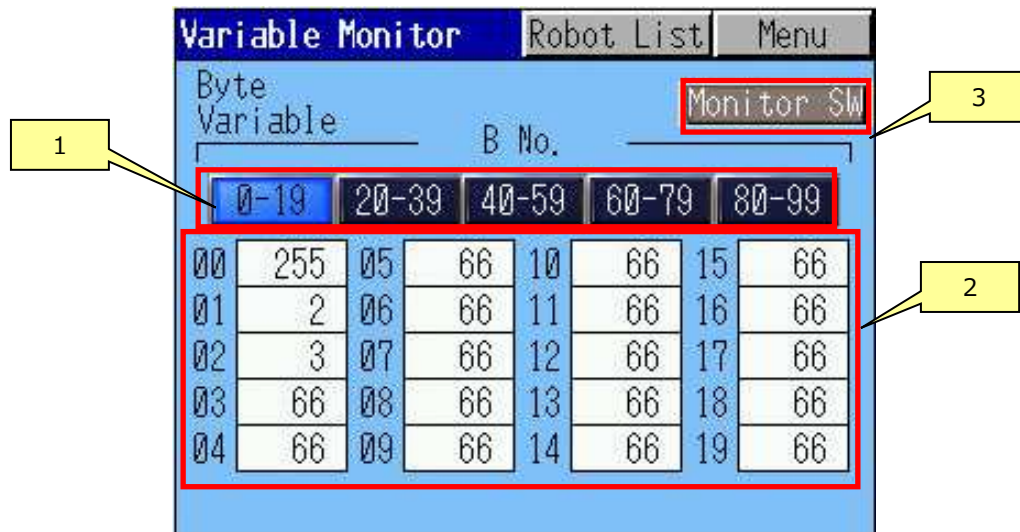 Variable Monitor Robot List Menu
Byte
Variable
Monitor SW
3
1
B No.
0-19 20-39 40-59 60-79 80-99
00 255 05 66 10 66 15 66
2
01 2 06 66 11 66 16 66
02 3 07 66 12 66 17 66
03 66 08 66 13 66 18 66
04 66 09 66 14 66 19 66